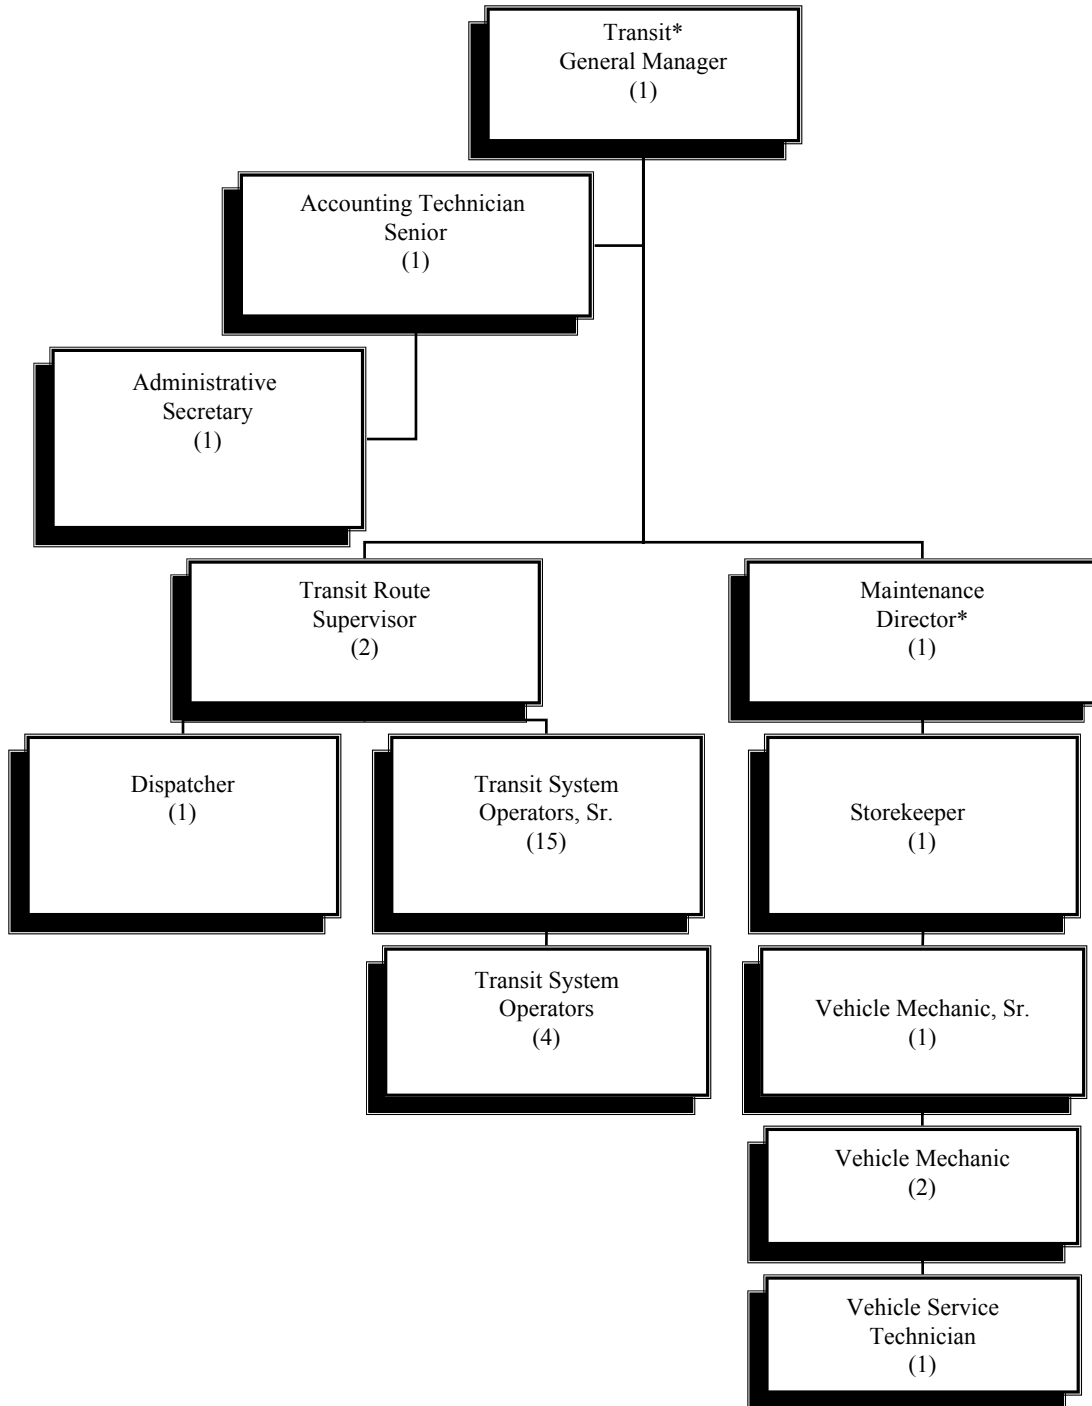 Transit*
General Manager
(1)
Accounting Technician
Senior
(1)
Administrative
Secretary
(1)
Transit Route
Supervisor
(2)
Maintenance
Director*
(1)
Dispatcher
(1)
Transit System
Operators, Sr.
(15)
Storekeeper
(1)
Transit System
Operators
(4)
Vehicle Mechanic, Sr.
(1)
Vehicle Mechanic
(2)
Vehicle Service
Technician
(1)